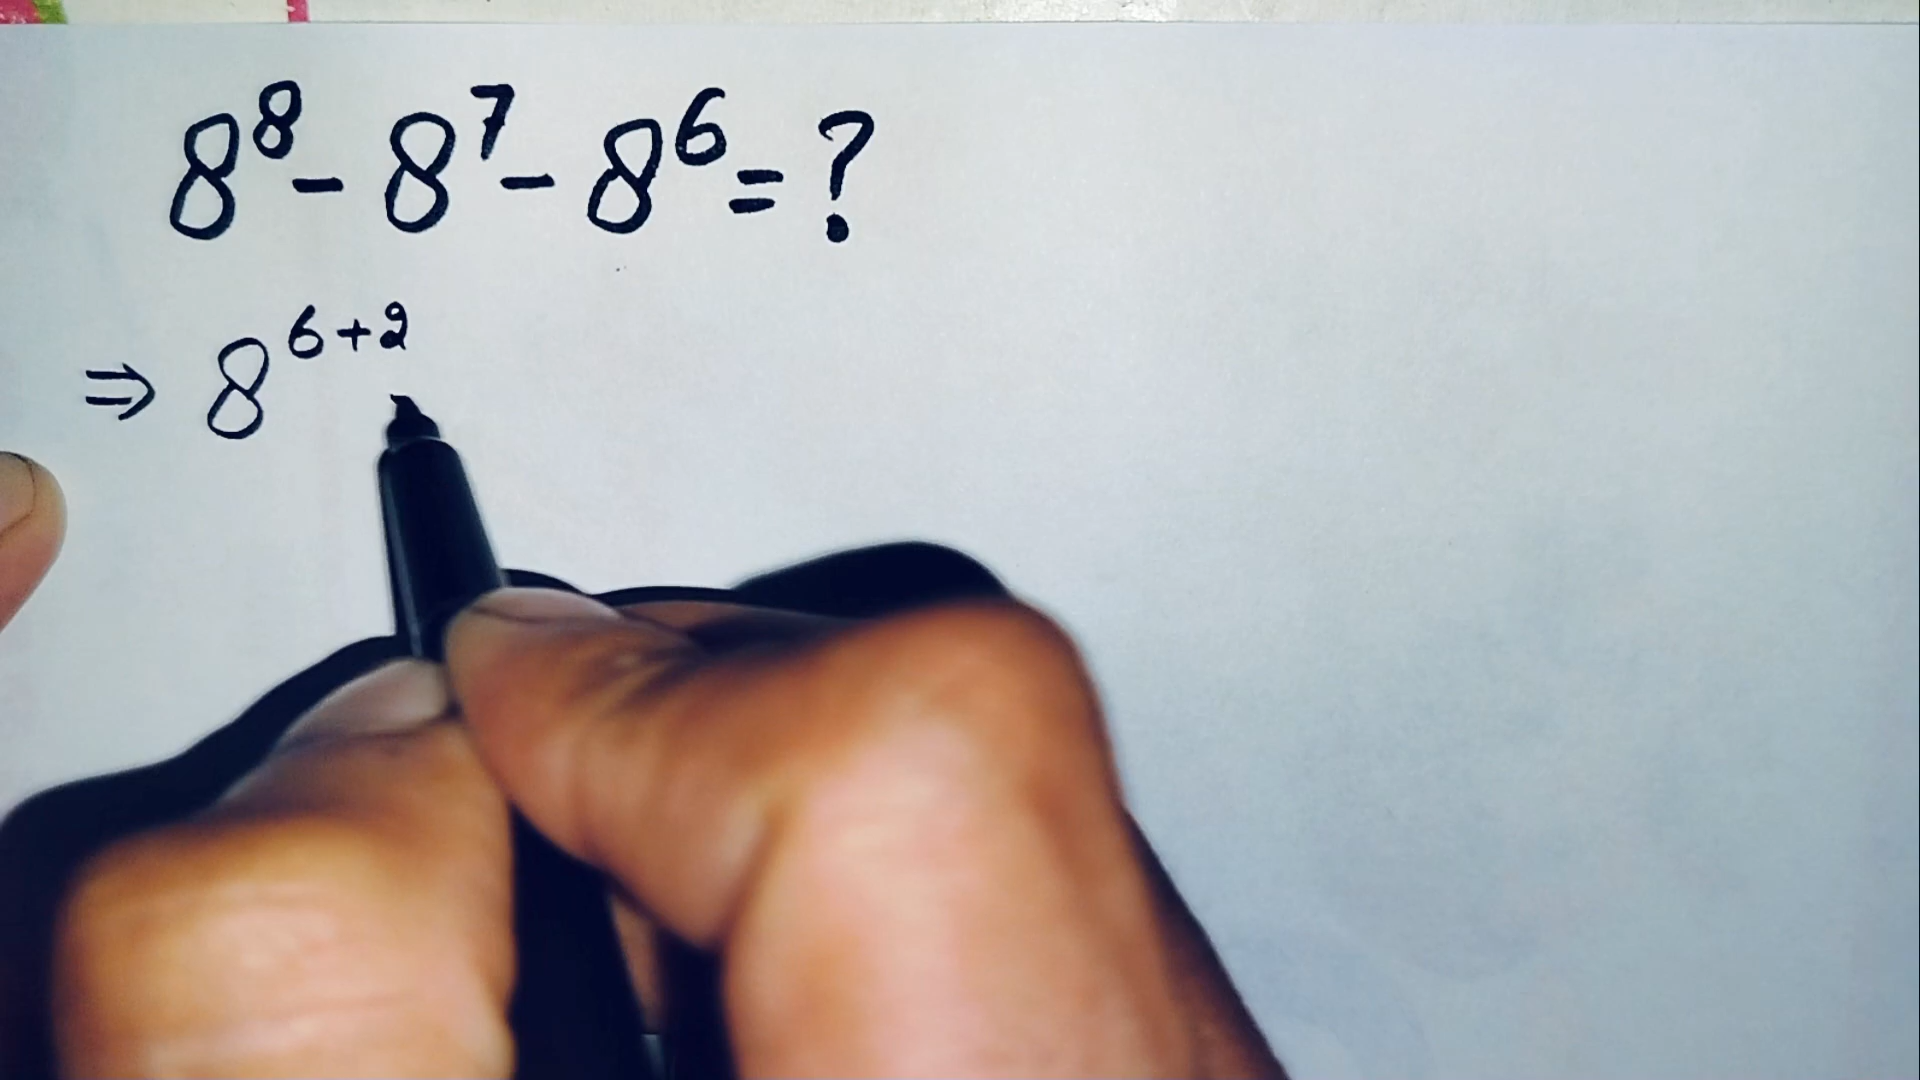 8⁸ - 8⁷ - 8⁶ = ?
⇒ 8⁶⁺²